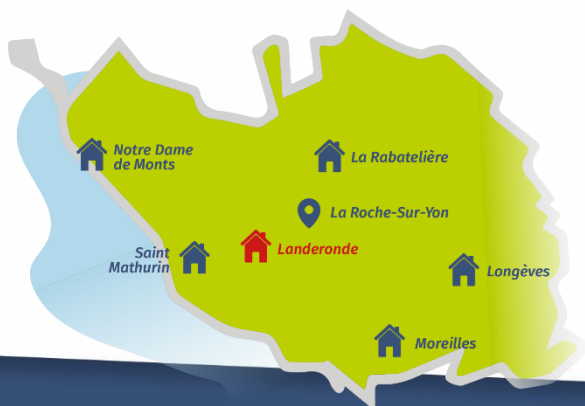 Notre Dame
de Monts
La Rabatelière
La Roche-Sur-Yon
Saint
Mathurin
Landeronde
Longèves
Moreilles